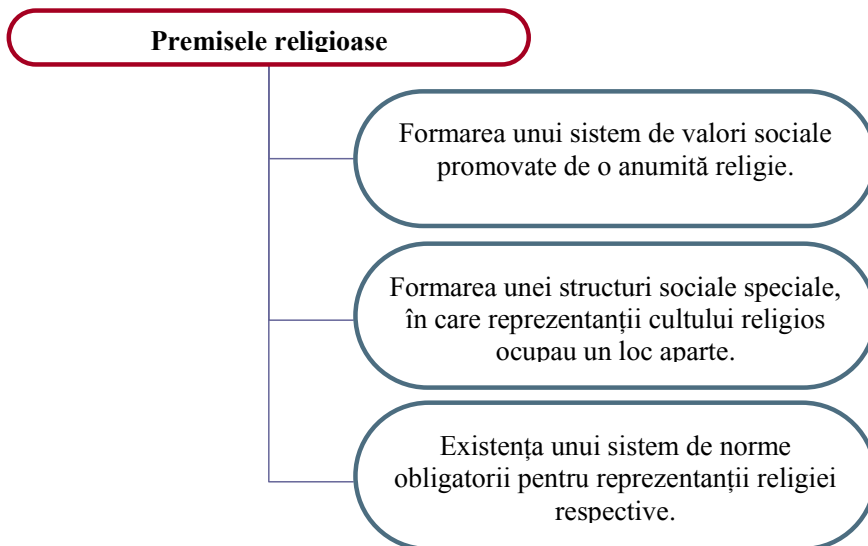 Premisele religioase
Formarea unui sistem de valori sociale
promovate de o anumită religie.
Formarea unei structuri sociale speciale,
în care reprezentanții cultului religios
ocupau un loc aparte.
Existența unui sistem de norme
obligatorii pentru reprezentanții religiei
respective.